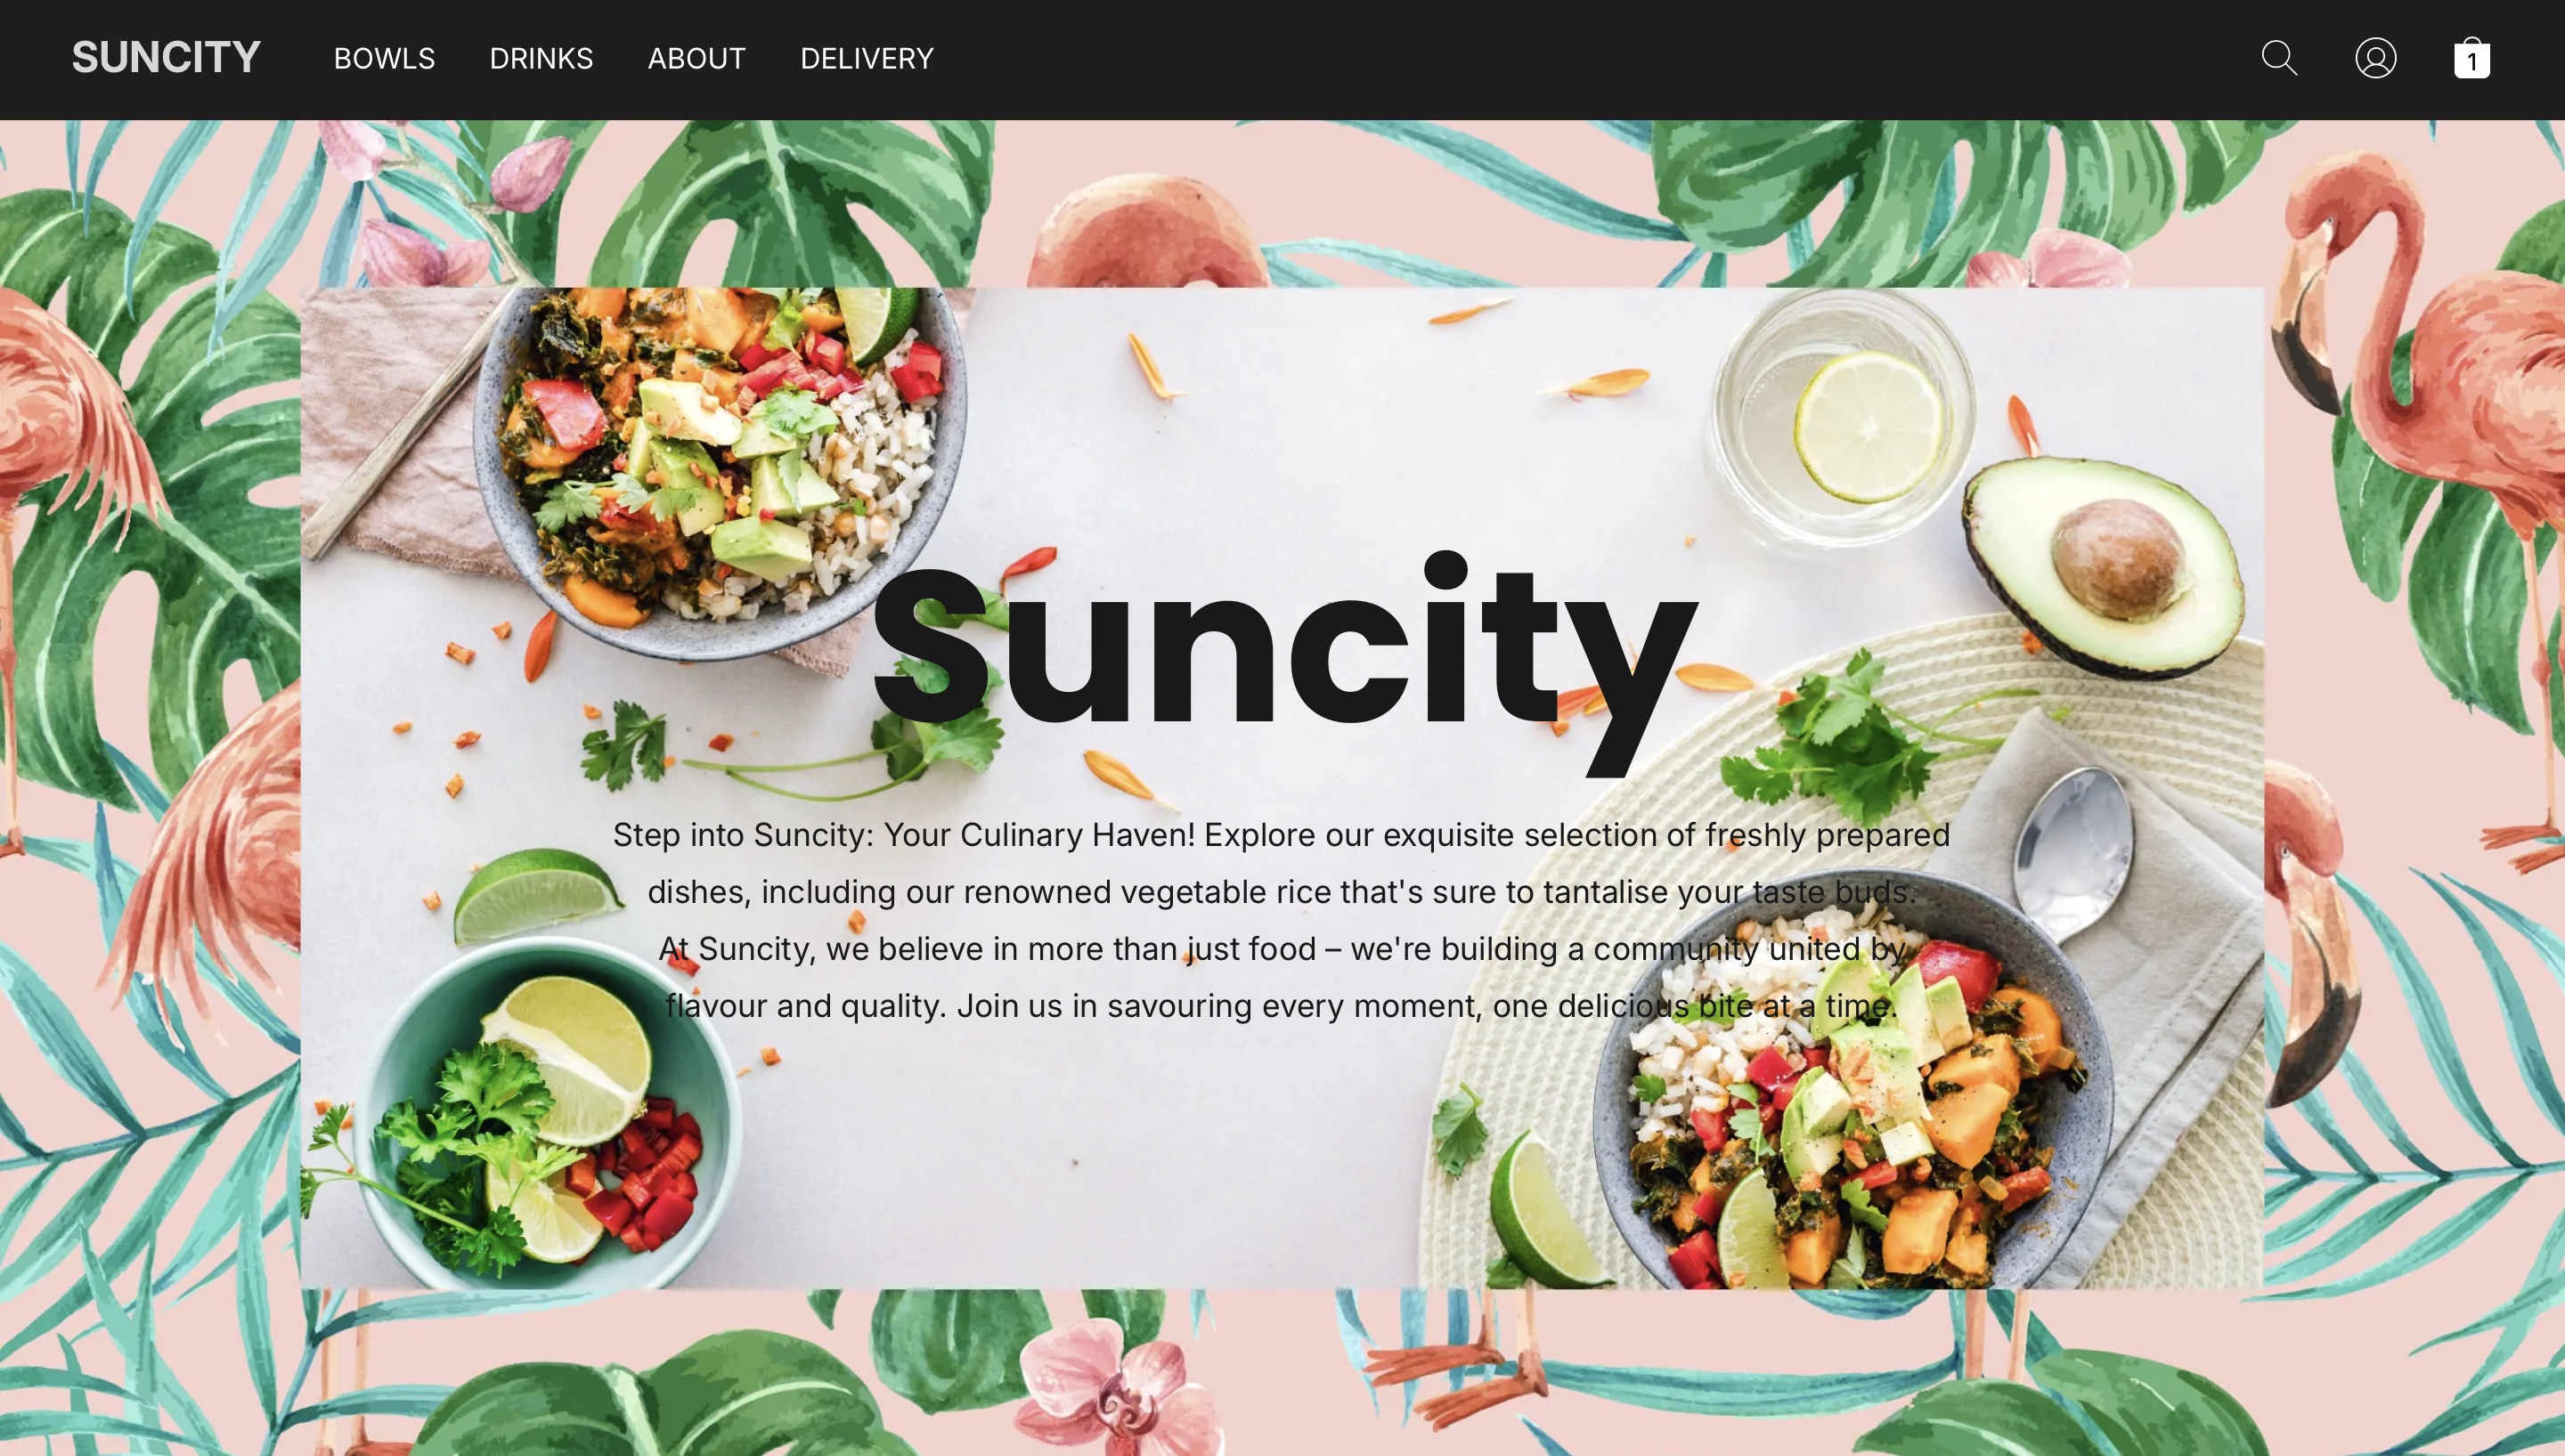 SUNCITY
BOWLS
DRINKS
ABOUT
DELIVERY
1
Suncity
Step into Suncity: Your Culinary Haven! Explore our exquisite selection of freshly prepared
dishes, including our renowned vegetable rice that's sure to tantalise your taste buds.
At Suncity, we believe in more than just food – we're building a community united by
flavour and quality. Join us in savouring every moment, one delicious bite at a time.